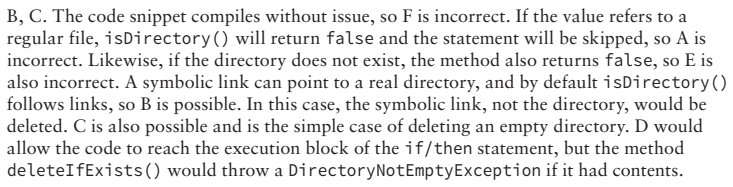 B, C. The code snippet compiles without issue, so F is incorrect. If the value refers to a
regular file, isDirectory() will return false and the statement will be skipped, so A is
incorrect. Likewise, if the directory does not exist, the method also returns false, so E is
also incorrect. A symbolic link can point to a real directory, and by default isDirectory()
follows links, so B is possible. In this case, the symbolic link, not the directory, would be
deleted. C is also possible and is the simple case of deleting an empty directory. D would
allow the code to reach the execution block of the if/then statement, but the method
deleteIfExists() would throw a DirectoryNotEmptyException if it had contents.